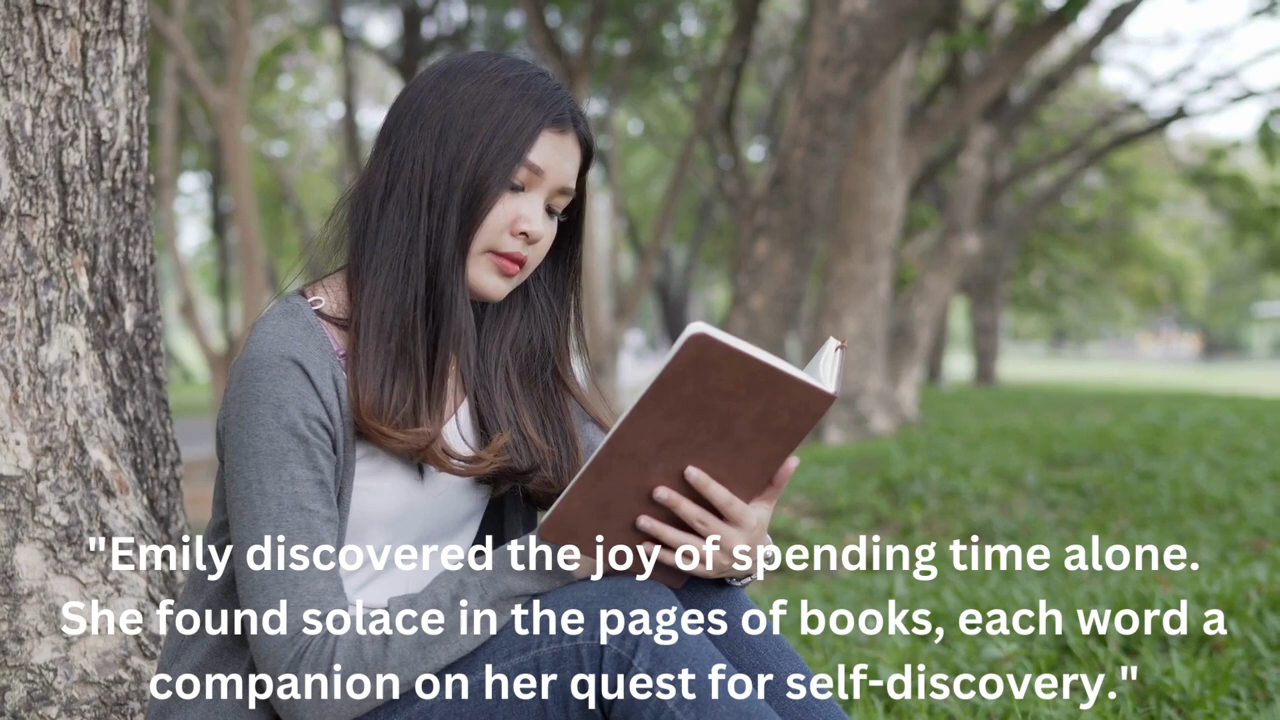 "Emily discovered the joy of spending time alone.
She found solace in the pages of books, each word a
companion on her quest for self-discovery."